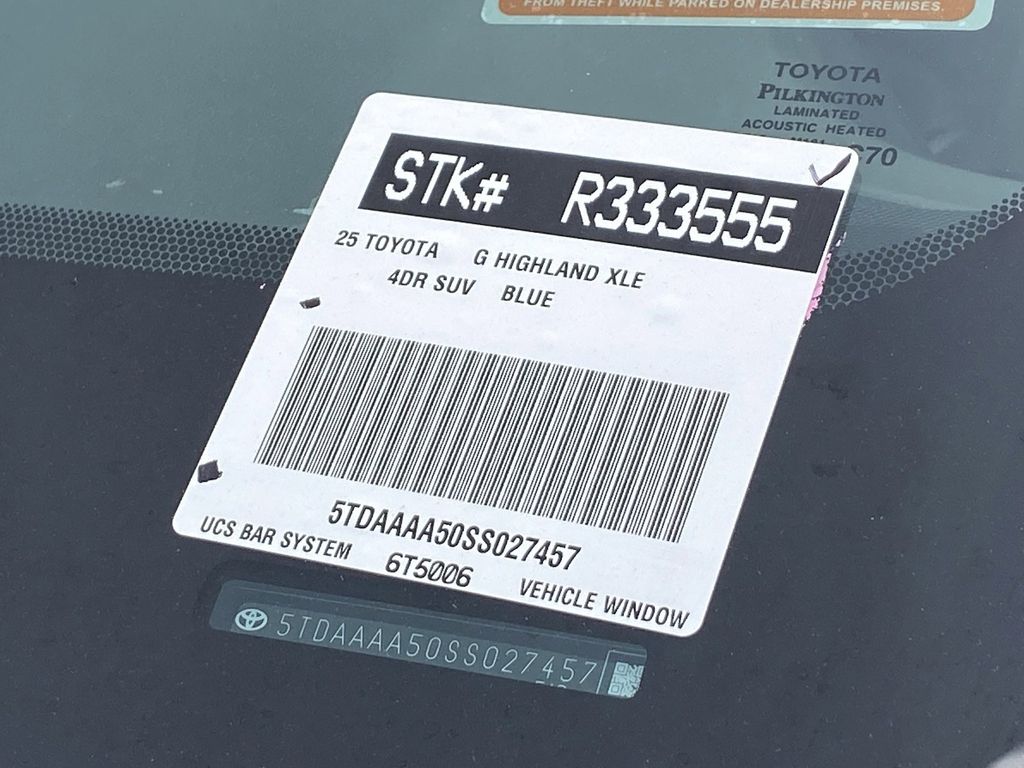 FROM THEFT WHILE PARKED ON DEALERSHIP PREMISES.
TOYOTA
PILKINGTON
LAMINATED
ACOUSTIC HEATED
70
STK# R333555
25 TOYOTA G HIGHLAND XLE
4DR SUV BLUE
5TDAAAA50SS027457
UCS BAR SYSTEM 6T5006 VEHICLE WINDOW
5TDAAAA50SS027457